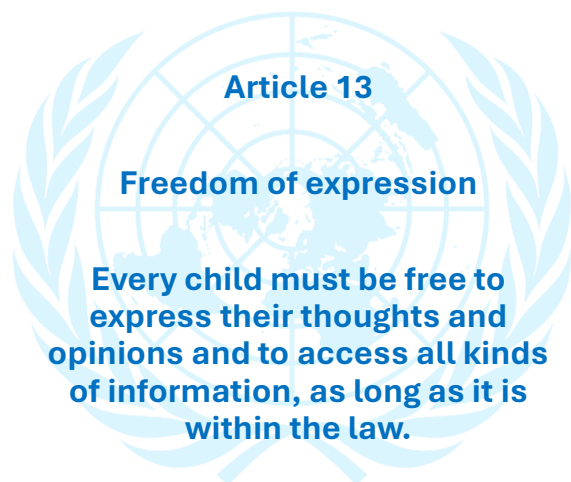 Article 13
Freedom of expression
Every child must be free to
express their thoughts and
opinions and to access all kinds
of information, as long as it is
within the law.